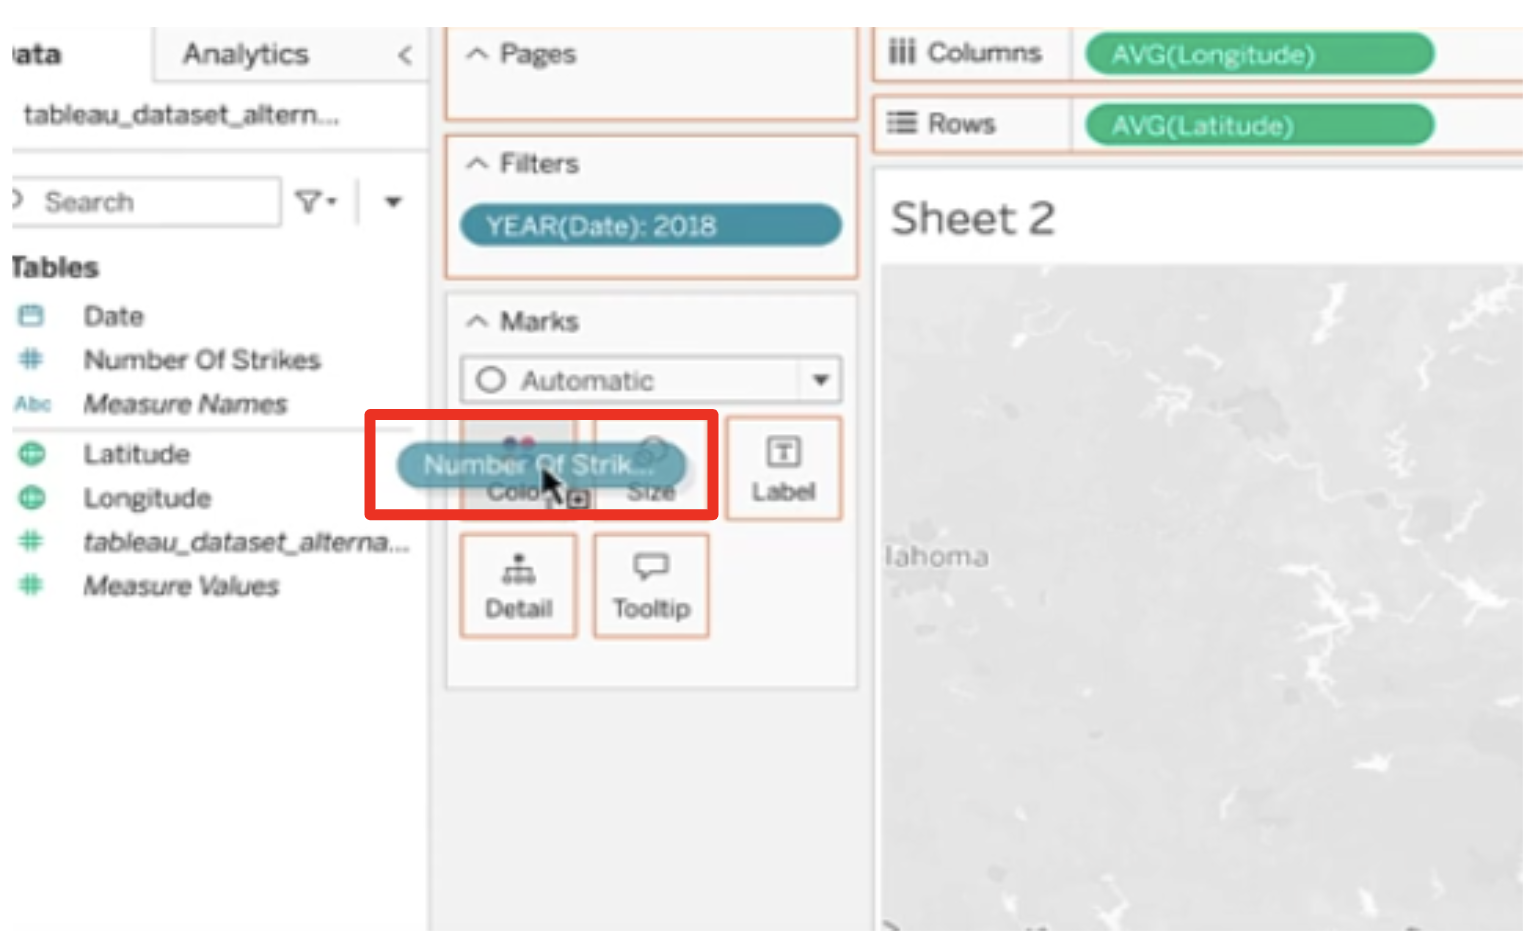 ata
Analytics
tableau_dataset_altern...
Search
Tables
Date
Number Of Strikes
Abc
Measure Names
Latitude
Longitude
tableau_dataset_alterna...
Measure Values
Pages
Filters
YEAR(Date): 2018
Marks
Automatic
Number Of Strik...
Colo
Size
Label
Detail
Tooltip
Columns
AVG(Longitude)
Rows
AVG(Latitude)
Sheet 2
lahoma